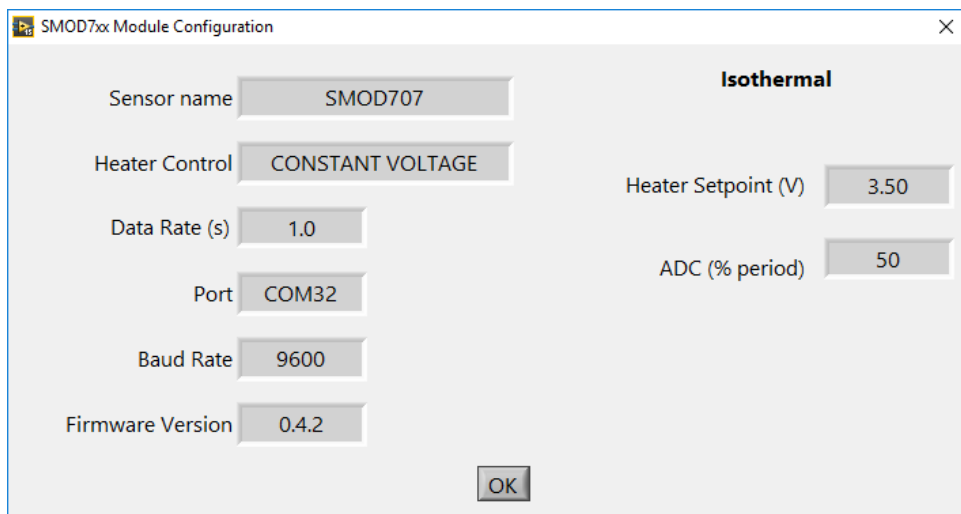 SMOD7xx Module Configuration
Sensor name SMOD707
Heater Control CONSTANT VOLTAGE
Data Rate (s) 1.0
Port COM32
Baud Rate 9600
Firmware Version 0.4.2
Isothermal
Heater Setpoint (V) 3.50
ADC (% period) 50
OK